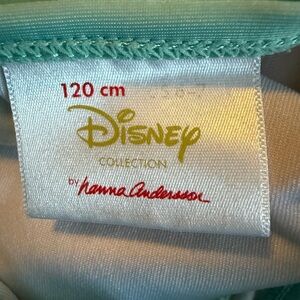 120 cm
Disney
COLLECTION
by hanna andersson